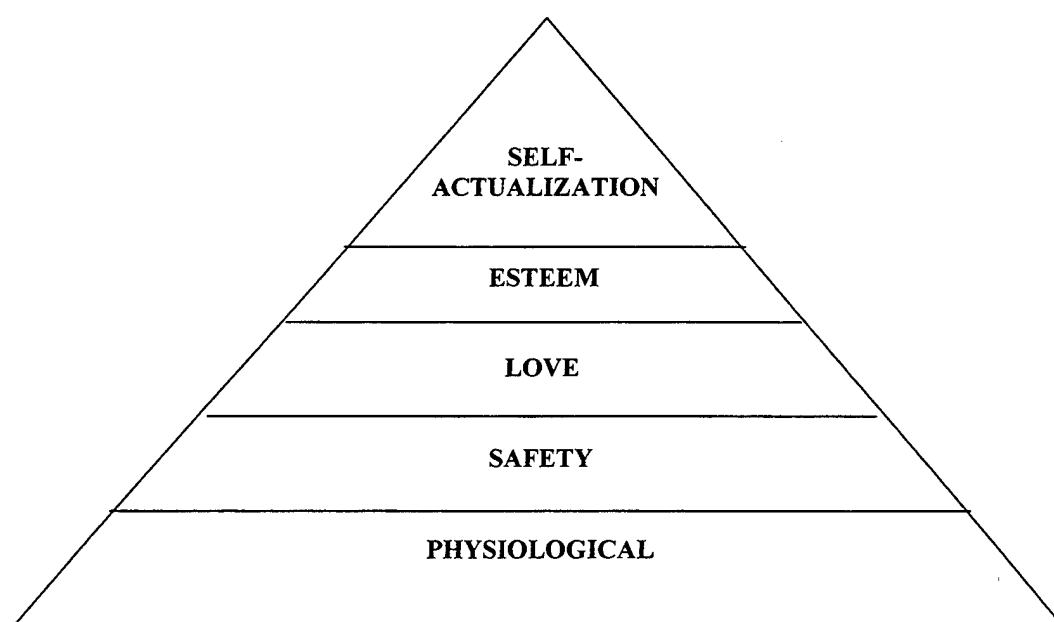 SELF-
ACTUALIZATION
ESTEEM
LOVE
SAFETY
PHYSIOLOGICAL